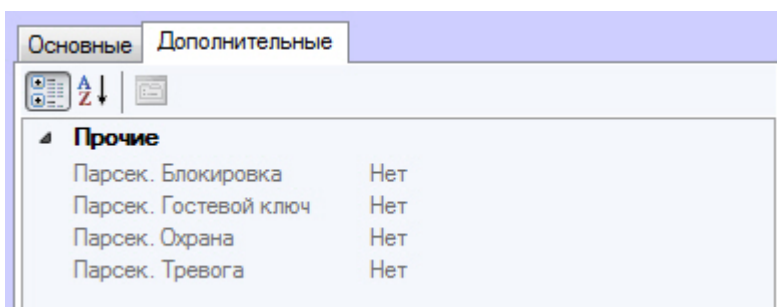 Основные Дополнительные
Прочие
Парсек. Блокировка Нет
Парсек. Гостевой ключ Нет
Парсек. Охрана Нет
Парсек. Тревога Нет